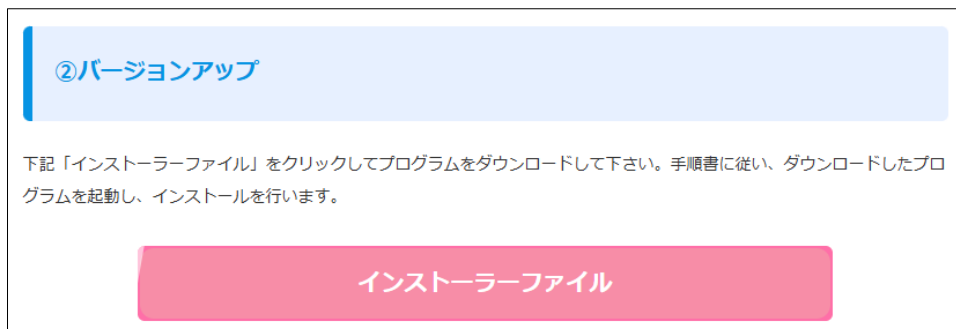 ②バージョンアップ
下記「インストーラーファイル」をクリックしてプログラムをダウンロードして下さい。手順書に従い、ダウンロードしたプロ
グラムを起動し、インストールを行います。
インストーラーファイル